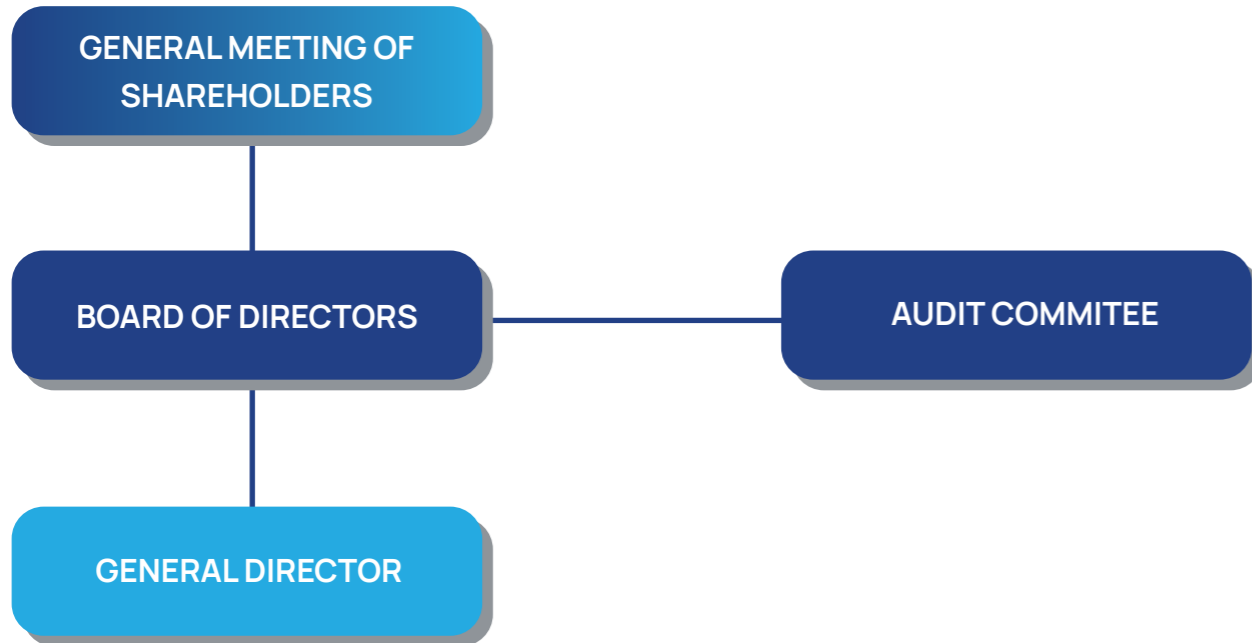 GENERAL MEETING OF
SHAREHOLDERS
BOARD OF DIRECTORS
AUDIT COMMITEE
GENERAL DIRECTOR